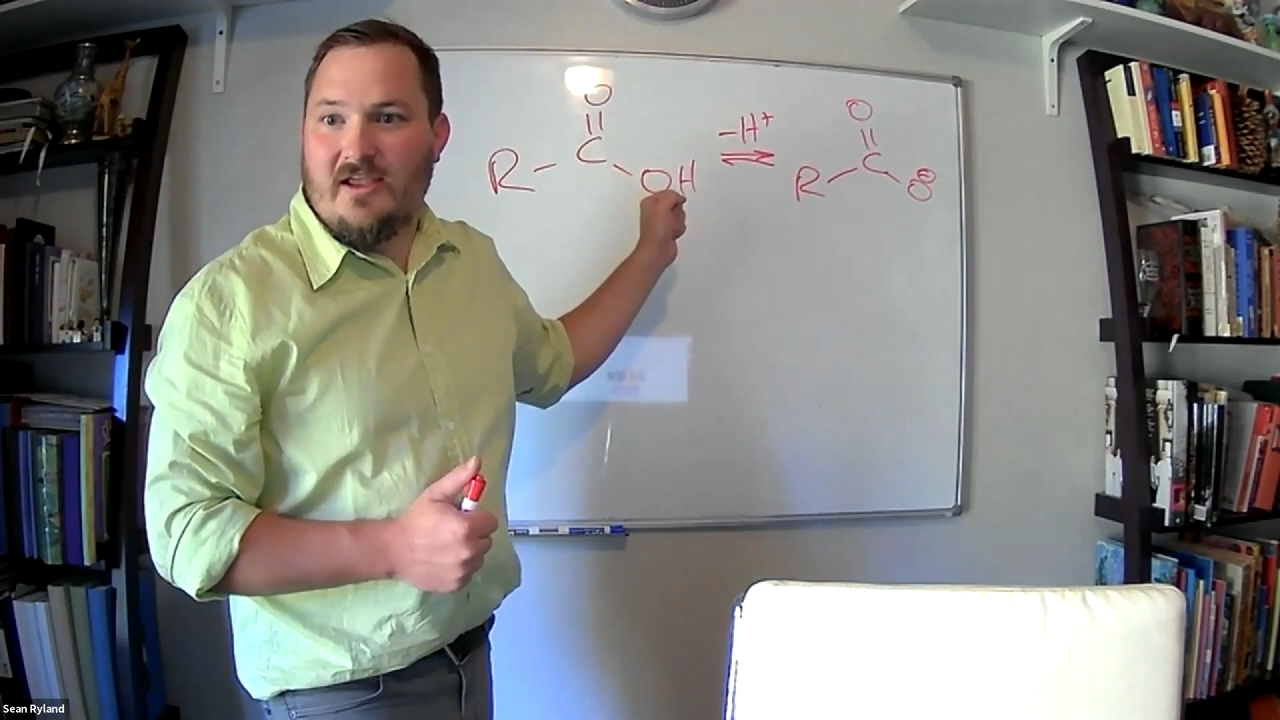 O O
|| −H⁺ ||
R − C − OH ⇌ R − C − O⊖
Sean Ryland